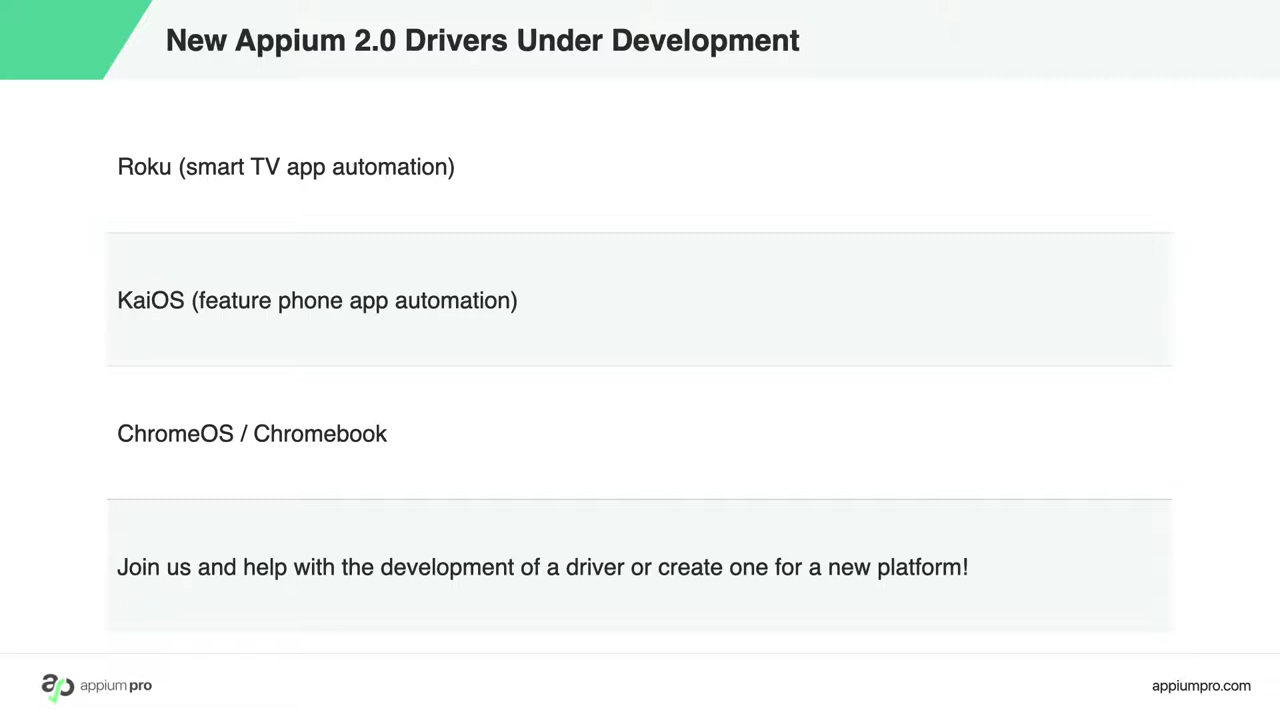 New Appium 2.0 Drivers Under Development
Roku (smart TV app automation)
KaiOS (feature phone app automation)
ChromeOS / Chromebook
Join us and help with the development of a driver or create one for a new platform!
appium pro
appiumpro.com